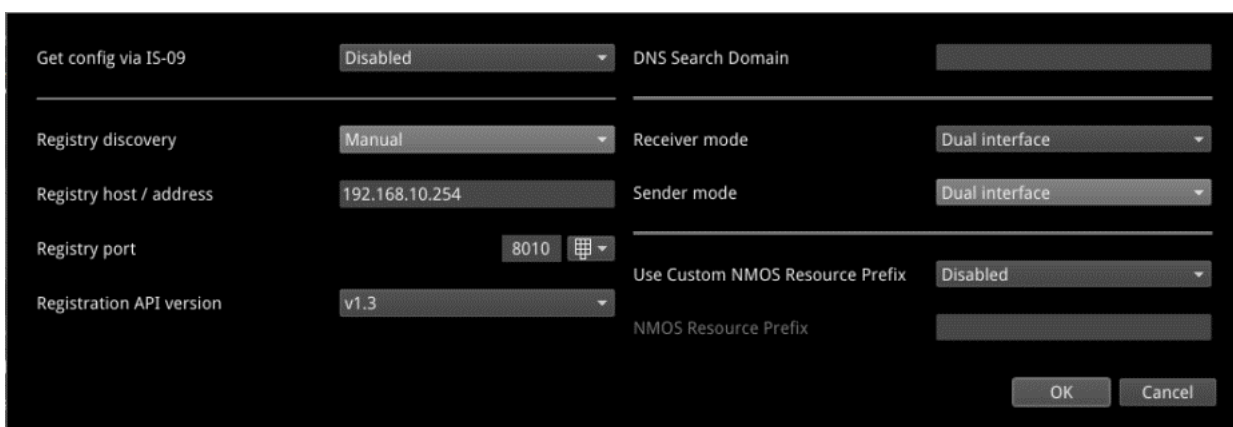 Get config via IS-09 Disabled
DNS Search Domain
Registry discovery Manual
Registry host / address 192.168.10.254
Registry port 8010
Registration API version v1.3
Receiver mode Dual interface
Sender mode Dual interface
Use Custom NMOS Resource Prefix Disabled
NMOS Resource Prefix
OK Cancel